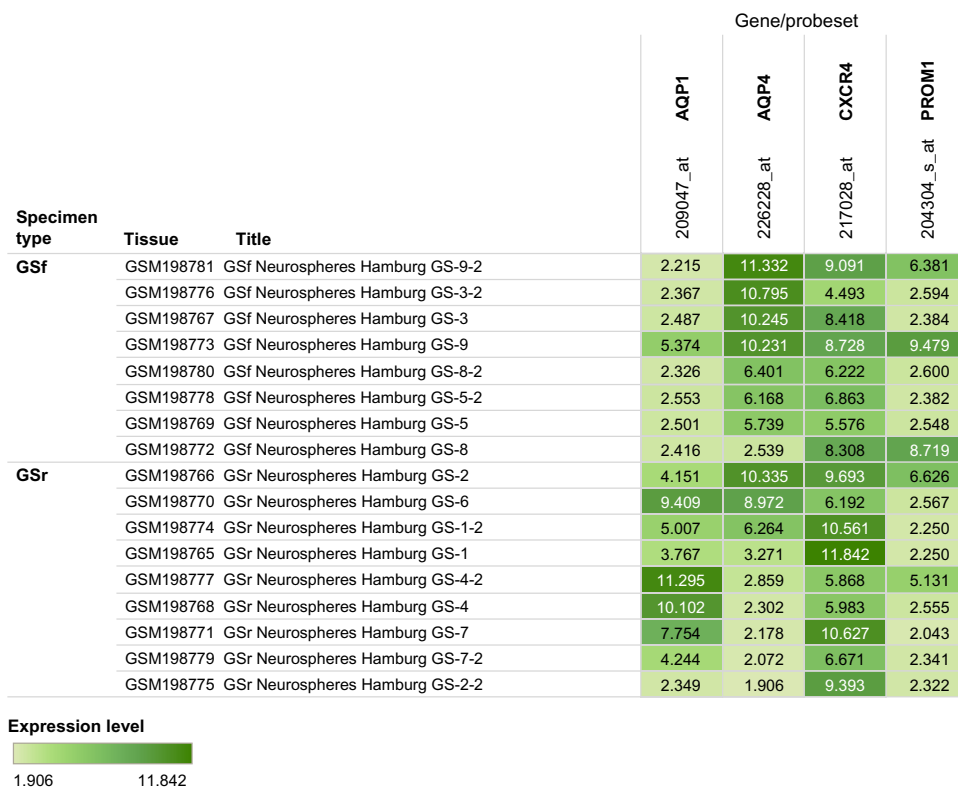 Gene/probeset
AQP1 AQP4 CXCR4 PROM1
209047_at 226228_at 217028_at 204304_s_at
Specimen
type Tissue Title
GSf GSM198781 GSf Neurospheres Hamburg GS-9-2 2.215 11.332 9.091 6.381
GSM198776 GSf Neurospheres Hamburg GS-3-2 2.367 10.795 4.493 2.594
GSM198767 GSf Neurospheres Hamburg GS-3 2.487 10.245 8.418 2.384
GSM198773 GSf Neurospheres Hamburg GS-9 5.374 10.231 8.728 9.479
GSM198780 GSf Neurospheres Hamburg GS-8-2 2.326 6.401 6.222 2.600
GSM198778 GSf Neurospheres Hamburg GS-5-2 2.553 6.168 6.863 2.382
GSM198769 GSf Neurospheres Hamburg GS-5 2.501 5.739 5.576 2.548
GSM198772 GSf Neurospheres Hamburg GS-8 2.416 2.539 8.308 8.719
GSr GSM198766 GSr Neurospheres Hamburg GS-2 4.151 10.335 9.693 6.626
GSM198770 GSr Neurospheres Hamburg GS-6 9.409 8.972 6.192 2.567
GSM198774 GSr Neurospheres Hamburg GS-1-2 5.007 6.264 10.561 2.250
GSM198765 GSr Neurospheres Hamburg GS-1 3.767 3.271 11.842 2.250
GSM198777 GSr Neurospheres Hamburg GS-4-2 11.295 2.859 5.868 5.131
GSM198768 GSr Neurospheres Hamburg GS-4 10.102 2.302 5.983 2.555
GSM198771 GSr Neurospheres Hamburg GS-7 7.754 2.178 10.627 2.043
GSM198779 GSr Neurospheres Hamburg GS-7-2 4.244 2.072 6.671 2.341
GSM198775 GSr Neurospheres Hamburg GS-2-2 2.349 1.906 9.393 2.322
Expression level
1.906 11.842